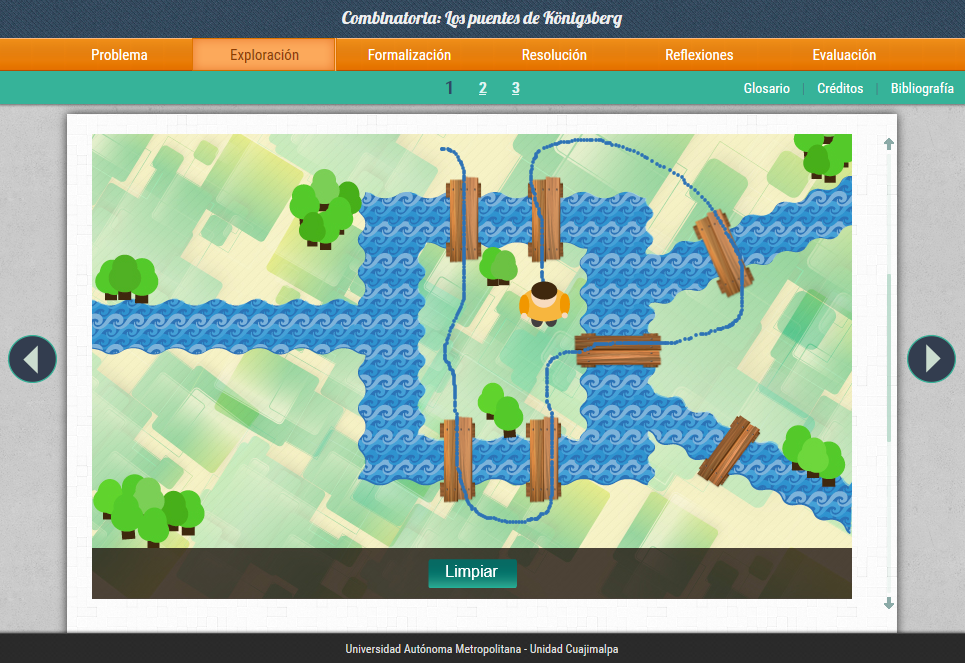 Combinatoria: Los puentes de Königsberg
Problema Exploración Formalización Resolución Reflexiones Evaluación
1 2 3 Glosario | Créditos | Bibliografía
Limpiar
Universidad Autónoma Metropolitana - Unidad Cuajimalpa